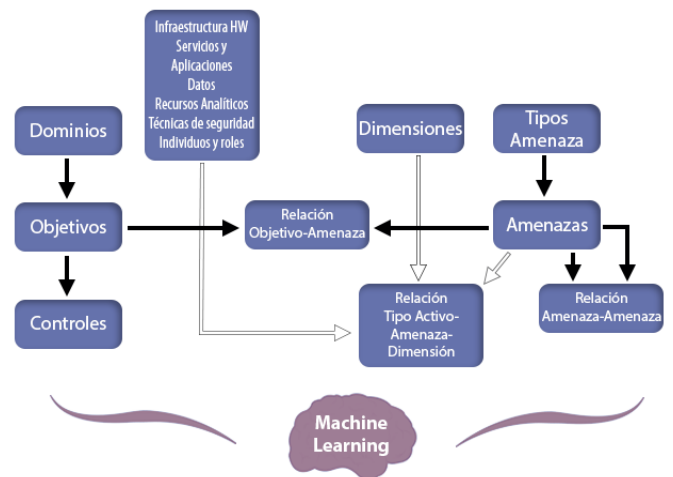 Infraestructura HW
Servicios y
Aplicaciones
Datos
Recursos Analíticos
Técnicas de seguridad
Individuos y roles
Dominios
Dimensiones
Tipos
Amenaza
Objetivos
Relación
Objetivo-Amenaza
Amenazas
Controles
Relación
Tipo Activo-
Amenaza-
Dimensión
Relación
Amenaza-Amenaza
Machine
Learning